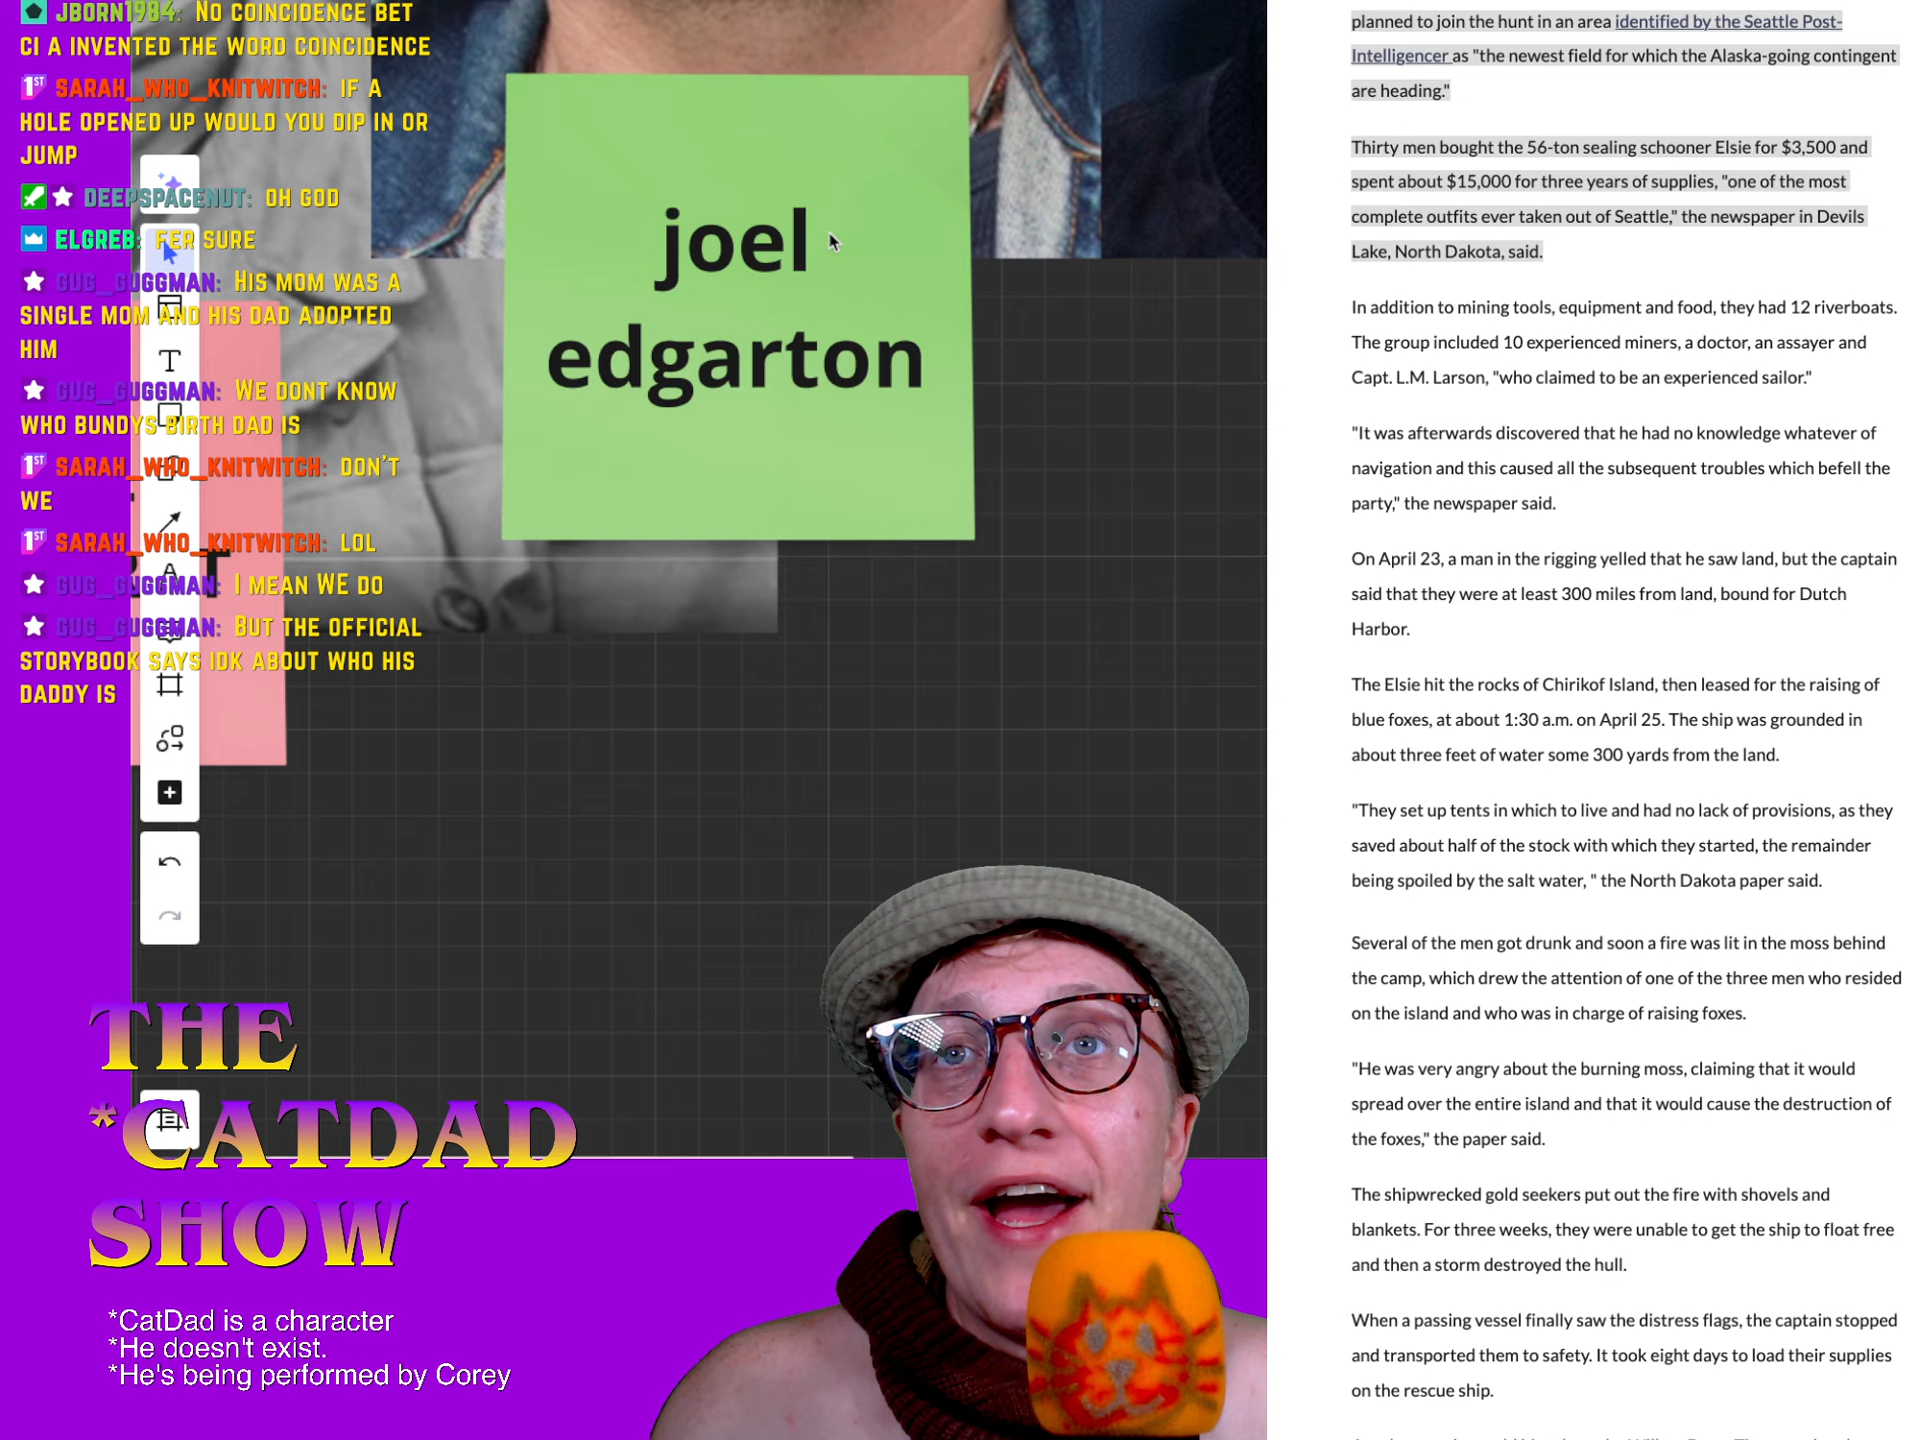 JBORN1984: NO COINCIDENCE BET
CI A INVENTED THE WORD COINCIDENCE
1ST SARAH_WHO_KNITWITCH: IF A
HOLE OPENED UP WOULD YOU DIP IN OR
JUMP
DEEPSPACENUT: OH GOD
ELGREB: FER SURE
GUG_GUGGMAN: HIS MOM WAS A
SINGLE MOM AND HIS DAD ADOPTED
HIM
GUG_GUGGMAN: WE DONT KNOW
WHO BUNDYS BIRTH DAD IS
1ST SARAH_WHO_KNITWITCH: DON'T
WE
1ST SARAH_WHO_KNITWITCH: LOL
GUG_GUGGMAN: I MEAN WE DO
GUG_GUGGMAN: BUT THE OFFICIAL
STORYBOOK SAYS IDK ABOUT WHO HIS
DADDY IS
joel
edgarton
THE
*CATDAD
SHOW
*CatDad is a character
*He doesn't exist.
*He's being performed by Corey
planned to join the hunt in an area identified by the Seattle Post-
Intelligencer as "the newest field for which the Alaska-going contingent
are heading."
Thirty men bought the 56-ton sealing schooner Elsie for $3,500 and
spent about $15,000 for three years of supplies, "one of the most
complete outfits ever taken out of Seattle," the newspaper in Devils
Lake, North Dakota, said.
In addition to mining tools, equipment and food, they had 12 riverboats.
The group included 10 experienced miners, a doctor, an assayer and
Capt. L.M. Larson, "who claimed to be an experienced sailor."
"It was afterwards discovered that he had no knowledge whatever of
navigation and this caused all the subsequent troubles which befell the
party," the newspaper said.
On April 23, a man in the rigging yelled that he saw land, but the captain
said that they were at least 300 miles from land, bound for Dutch
Harbor.
The Elsie hit the rocks of Chirikof Island, then leased for the raising of
blue foxes, at about 1:30 a.m. on April 25. The ship was grounded in
about three feet of water some 300 yards from the land.
"They set up tents in which to live and had no lack of provisions, as they
saved about half of the stock with which they started, the remainder
being spoiled by the salt water, " the North Dakota paper said.
Several of the men got drunk and soon a fire was lit in the moss behind
the camp, which drew the attention of one of the three men who resided
on the island and who was in charge of raising foxes.
"He was very angry about the burning moss, claiming that it would
spread over the entire island and that it would cause the destruction of
the foxes," the paper said.
The shipwrecked gold seekers put out the fire with shovels and
blankets. For three weeks, they were unable to get the ship to float free
and then a storm destroyed the hull.
When a passing vessel finally saw the distress flags, the captain stopped
and transported them to safety. It took eight days to load their supplies
on the rescue ship.